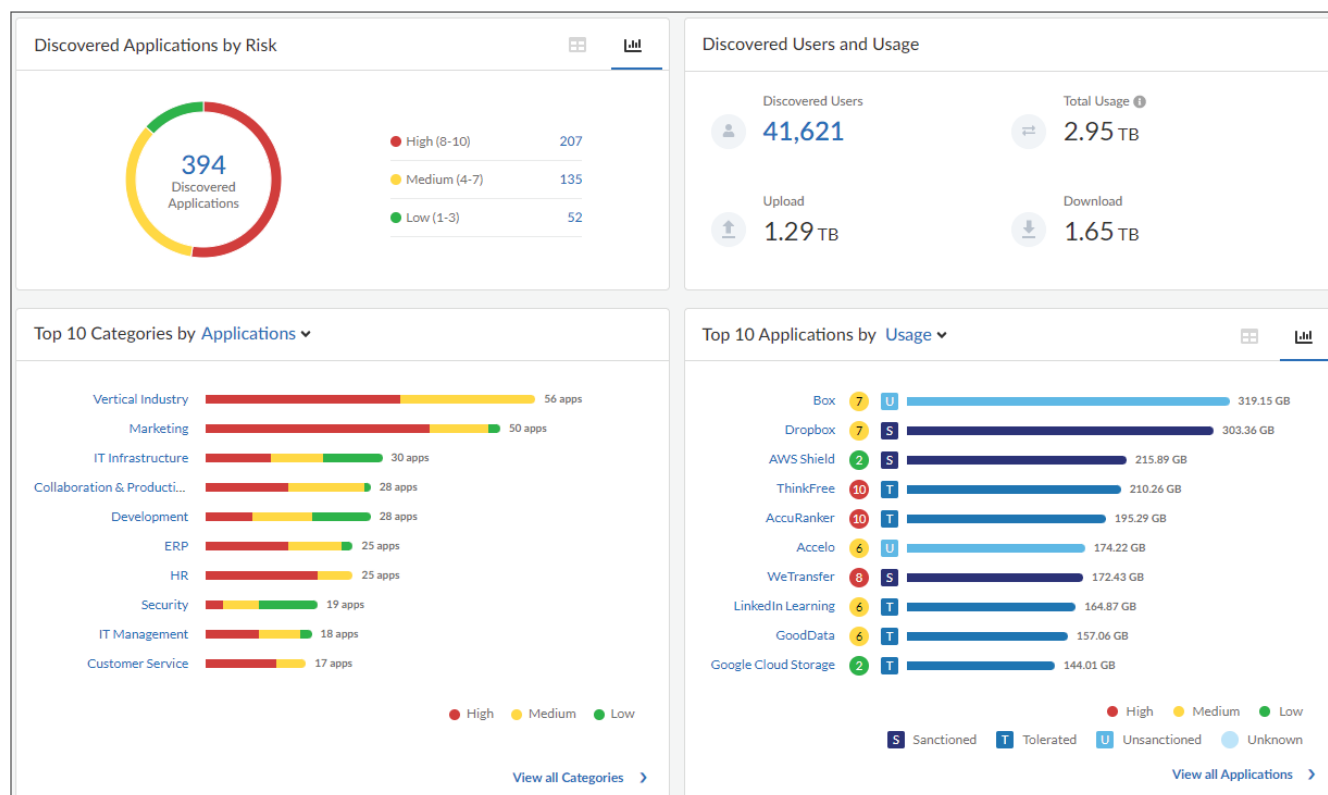 Discovered Applications by Risk
394
Discovered
Applications
High (8-10) 207
Medium (4-7) 135
Low (1-3) 52
Discovered Users and Usage
Discovered Users
41,621
Total Usage
2.95 TB
Upload
1.29 TB
Download
1.65 TB
Top 10 Categories by Applications
Vertical Industry 56 apps
Marketing 50 apps
IT Infrastructure 30 apps
Collaboration & Producti... 28 apps
Development 28 apps
ERP 25 apps
HR 25 apps
Security 19 apps
IT Management 18 apps
Customer Service 17 apps
High Medium Low
View all Categories
Top 10 Applications by Usage
Box 7 U 319.15 GB
Dropbox 7 S 303.36 GB
AWS Shield 2 S 215.89 GB
ThinkFree 10 T 210.26 GB
AccuRanker 10 T 195.29 GB
Accelo 6 U 174.22 GB
WeTransfer 8 S 172.43 GB
LinkedIn Learning 6 T 164.87 GB
GoodData 6 T 157.06 GB
Google Cloud Storage 2 T 144.01 GB
High Medium Low
S Sanctioned T Tolerated U Unsanctioned Unknown
View all Applications